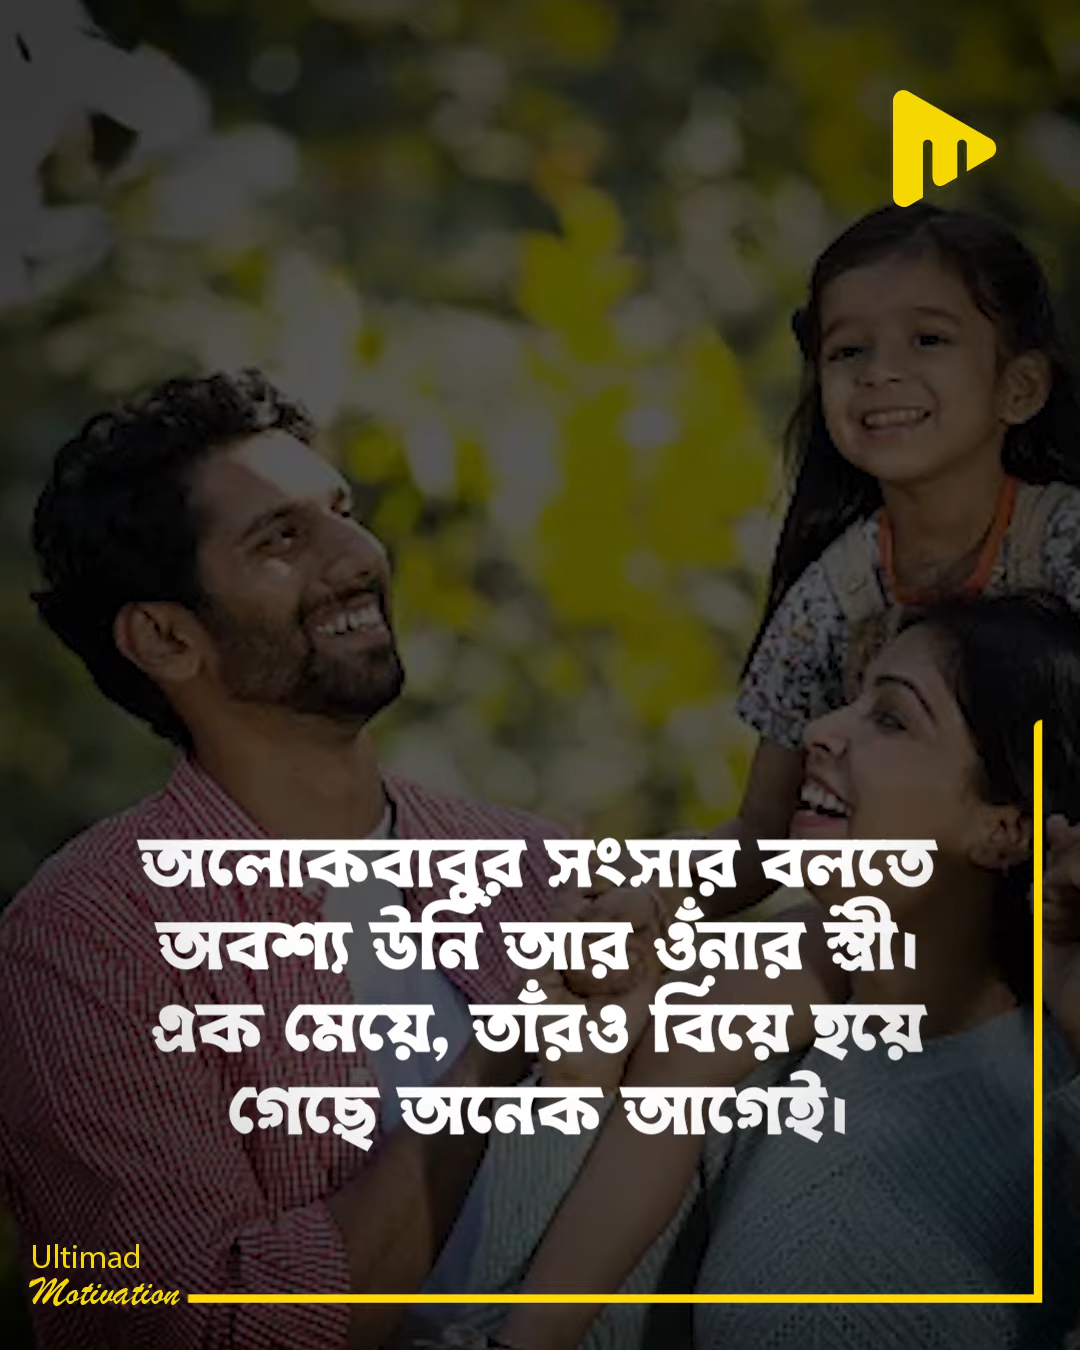 অলোকবাবুর সংসার বলতে
অবশ্য উনি আর ওঁনার স্ত্রী।
এক মেয়ে, তাঁরও বিয়ে হয়ে
গেছে অনেক আগেই।
Ultimad
Motivation